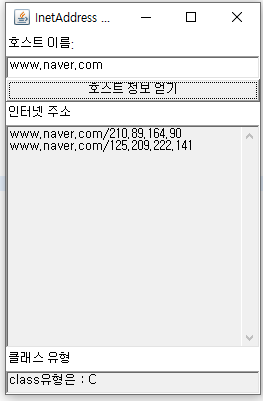 InetAddress ...
호스트 이름:
www.naver.com
호스트 정보 얻기
인터넷 주소
www.naver.com/210.89.164.90
www.naver.com/125.209.222.141
클래스 유형
class유형은 : C